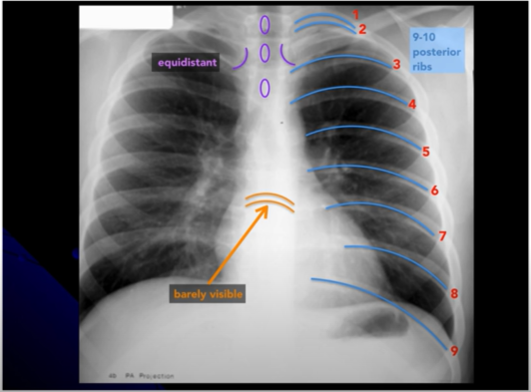 1
2
9-10
posterior
ribs
equidistant
3
4
5
6
7
barely visible
8
9
PA Projection